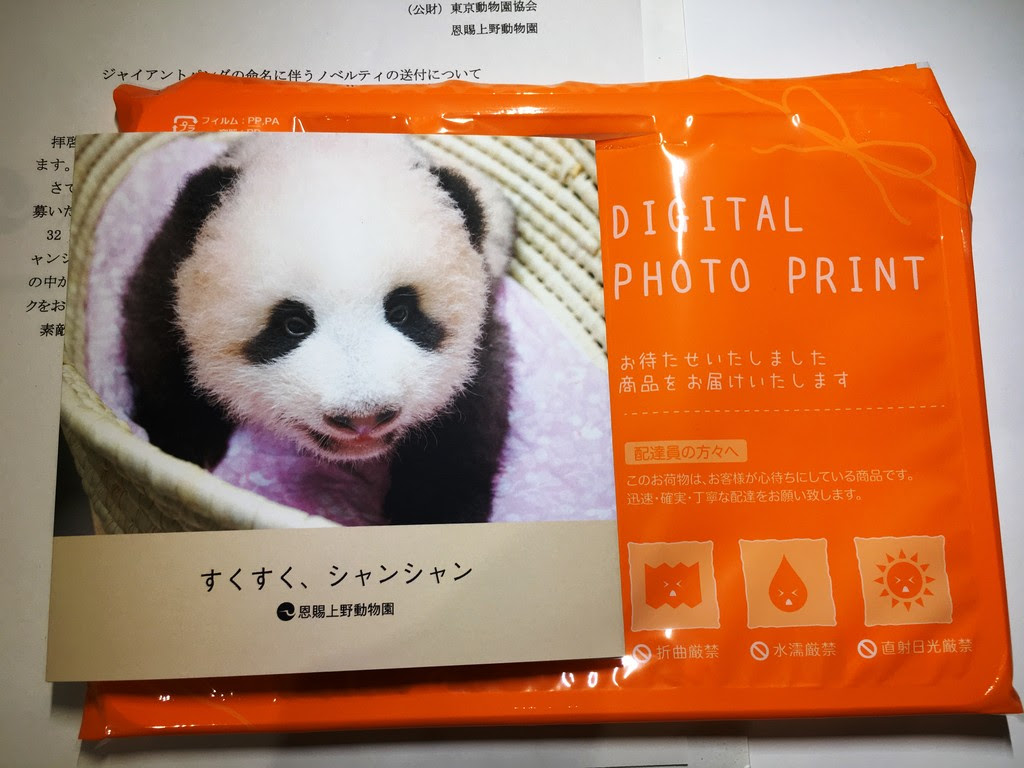 （公財）東京動物園協会
恩賜上野動物園
ジャイアントパンダの命名に伴うノベルティの送付について
拝啓
ます。
さて
募いた
32
ャンシ
の中か
クをお
素敵
プラ
フィルム：PP,PA
DIGITAL
PHOTO PRINT
お待たせいたしました
商品をお届けいたします
配達員の方々へ
このお荷物は、お客様が心待ちにしている商品です。
迅速・確実・丁寧な配達をお願い致します。
折曲厳禁
水濡厳禁
直射日光厳禁
すくすく、シャンシャン
恩賜上野動物園